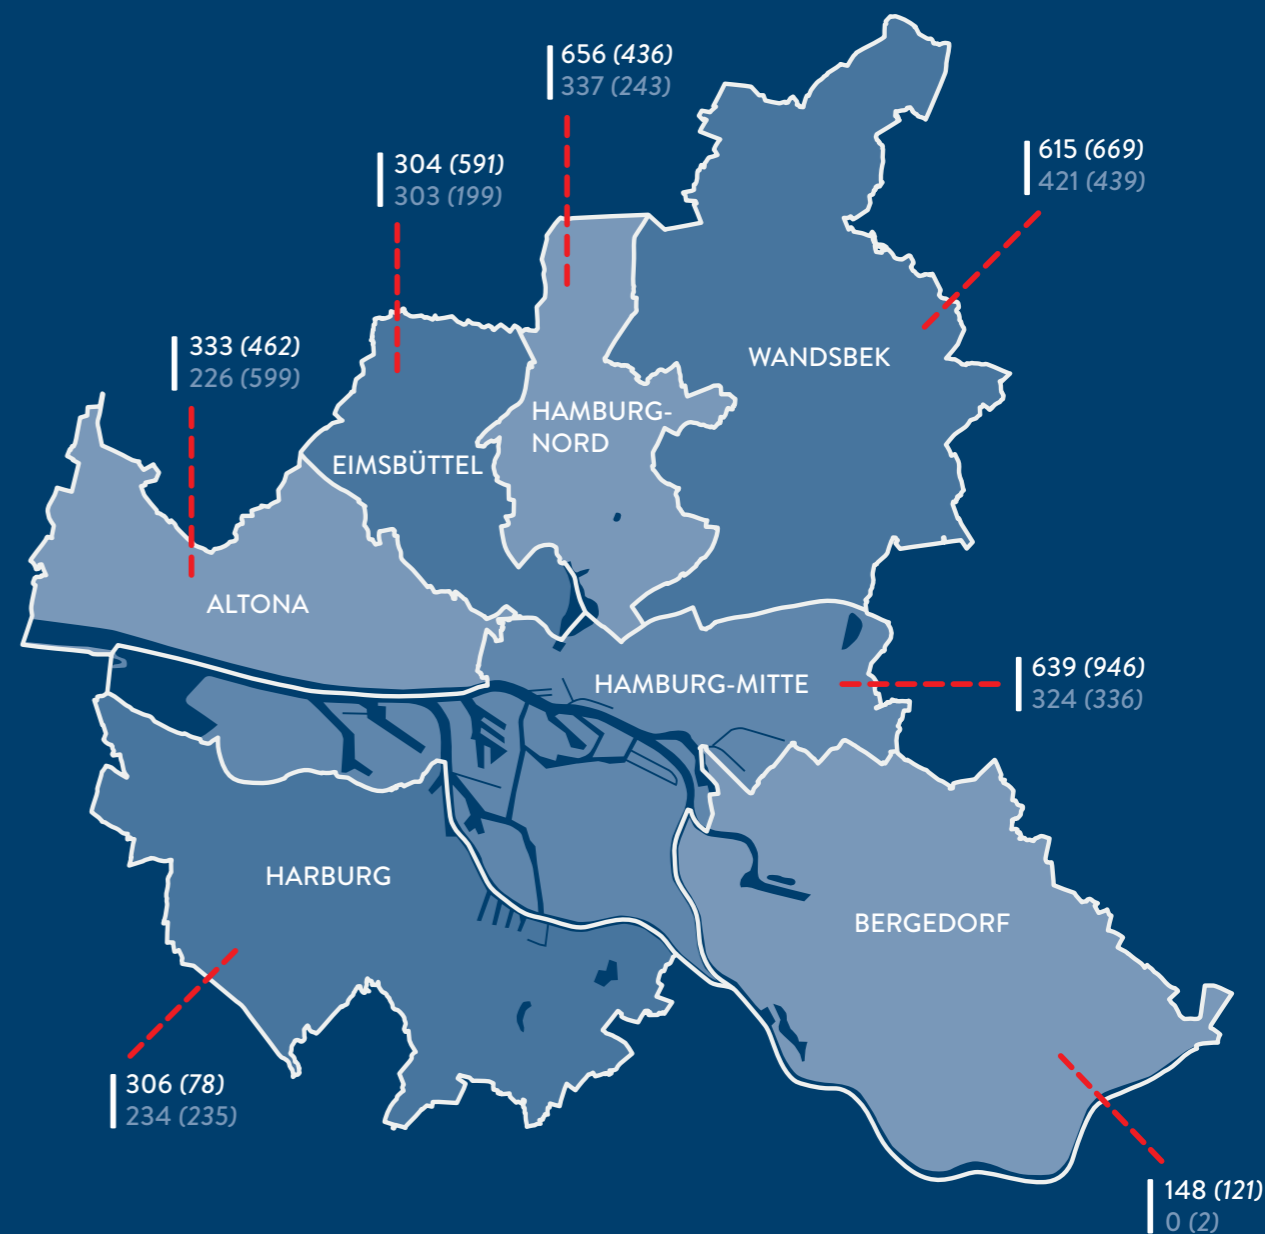 656 (436)
337 (243)
304 (591)
303 (199)
615 (669)
421 (439)
333 (462)
226 (599)
WANDSBEK
HAMBURG-
NORD
EIMSBÜTTEL
ALTONA
HAMBURG-MITTE
639 (946)
324 (336)
HARBURG
BERGEDORF
306 (78)
234 (235)
148 (121)
0 (2)